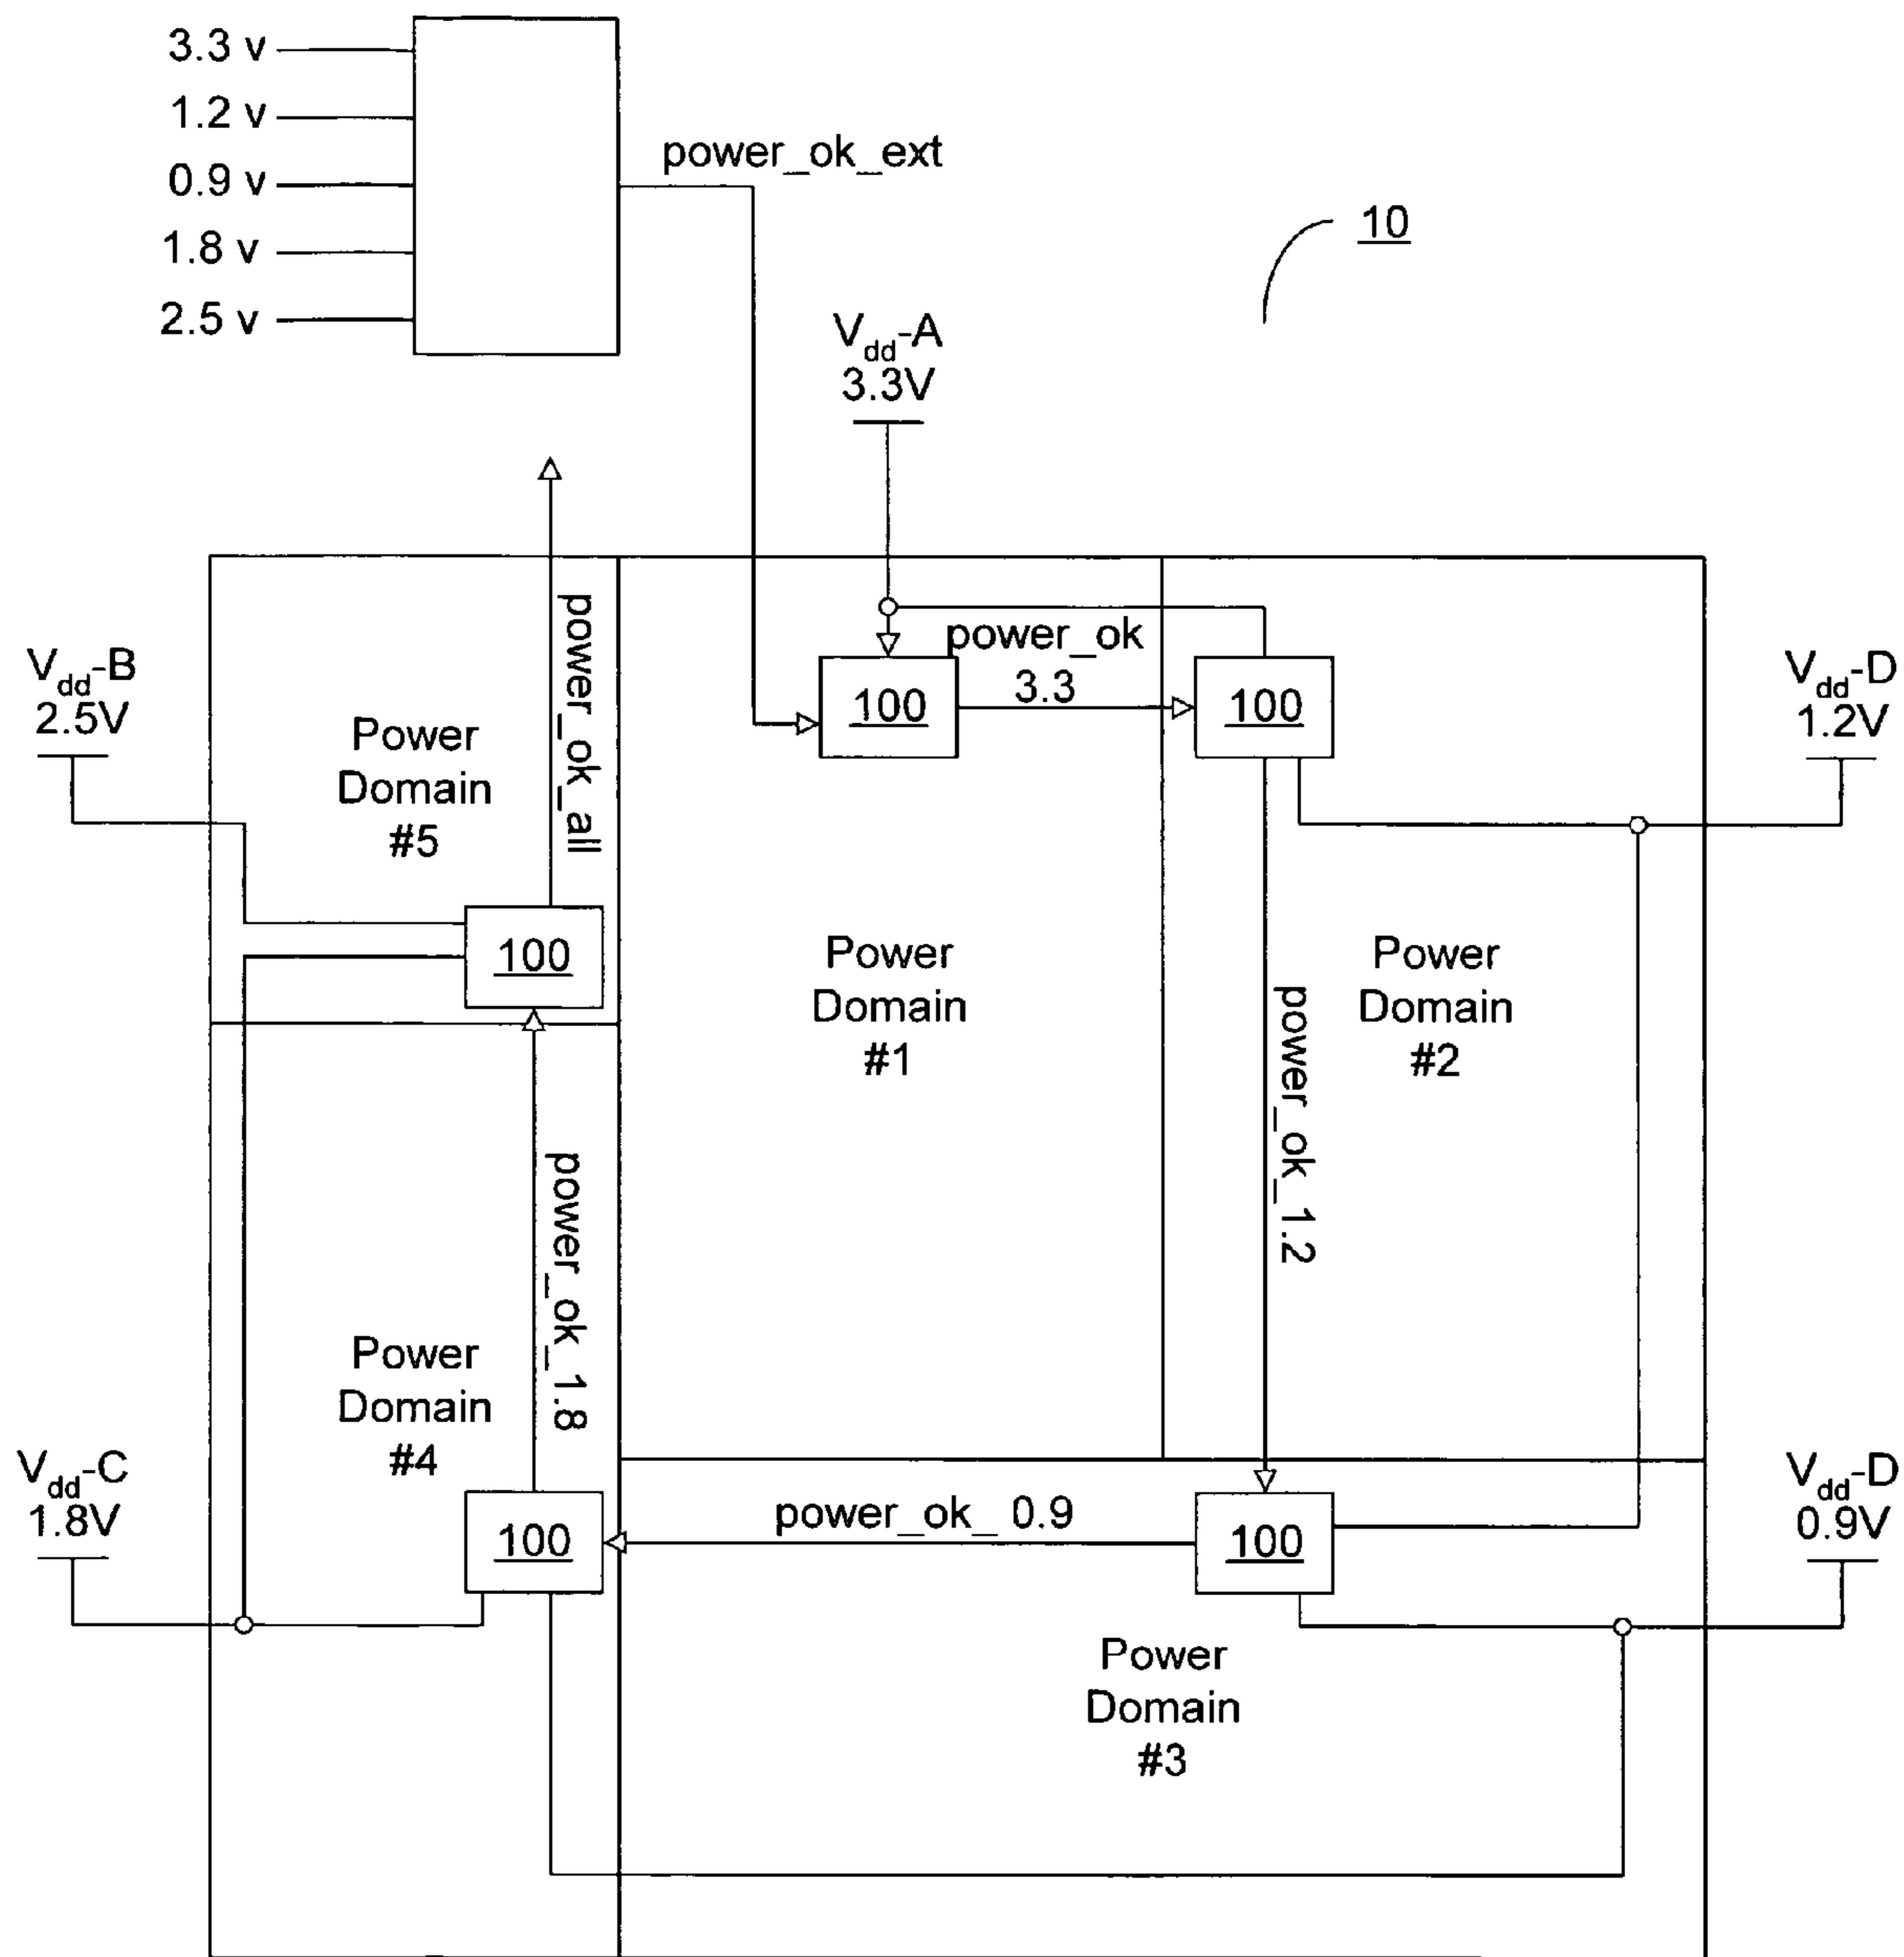 3.3 v
1.2 v
0.9 v
1.8 v
2.5 v
power_ok_ext
10
Vdd-A
3.3V
power_ok
3.3
100
100
Vdd-B
2.5V
Vdd-D
1.2V
Power
Domain
#5
power_ok_all
100
Power
Domain
#1
Power
Domain
#2
power_ok_1.2
power_ok_1.8
Power
Domain
#4
Vdd-C
1.8V
100
power_ok_ 0.9
100
Vdd-D
0.9V
Power
Domain
#3